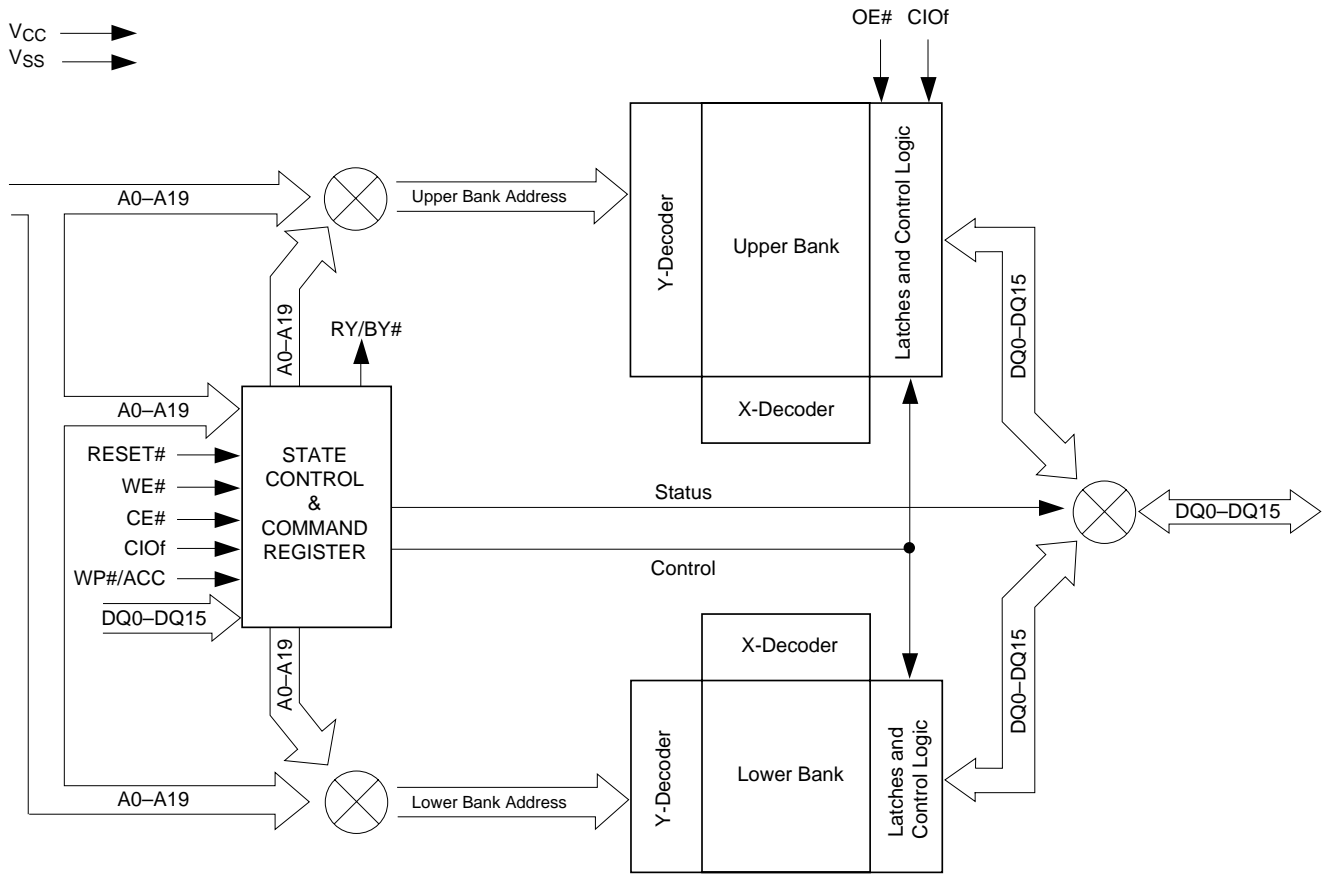 VCC
VSS
OE# CIOf
A0–A19
Upper Bank Address
Y-Decoder
Upper Bank
Latches and Control Logic
X-Decoder
A0–A19
RY/BY#
DQ0–DQ15
A0–A19
RESET#
WE#
CE#
CIOf
WP#/ACC
DQ0–DQ15
STATE
CONTROL
&
COMMAND
REGISTER
Status
Control
DQ0–DQ15
A0–A19
X-Decoder
DQ0–DQ15
A0–A19
Lower Bank Address
Y-Decoder
Lower Bank
Latches and
Control Logic